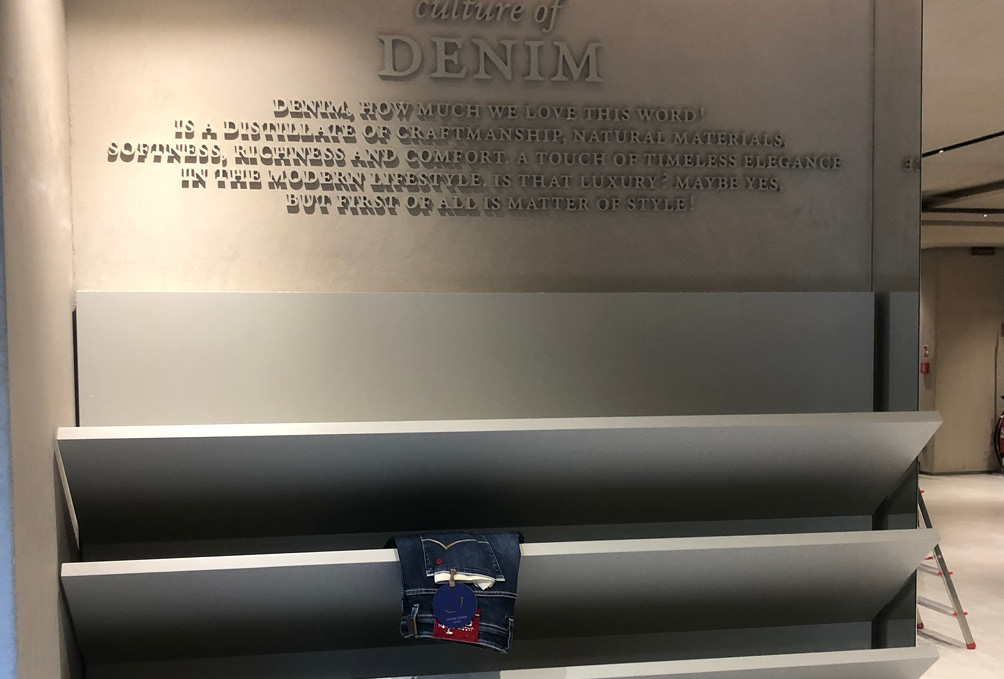 culture of
DENIM
DENIM, HOW MUCH WE LOVE THIS WORD!
IS A DISTILLATE OF CRAFTMANSHIP, NATURAL MATERIALS,
SOFTNESS, RICHNESS AND COMFORT. A TOUCH OF TIMELESS ELEGANCE
IN THE MODERN LIFESTYLE. IS THAT LUXURY? MAYBE YES,
BUT FIRST OF ALL IS MATTER OF STYLE!